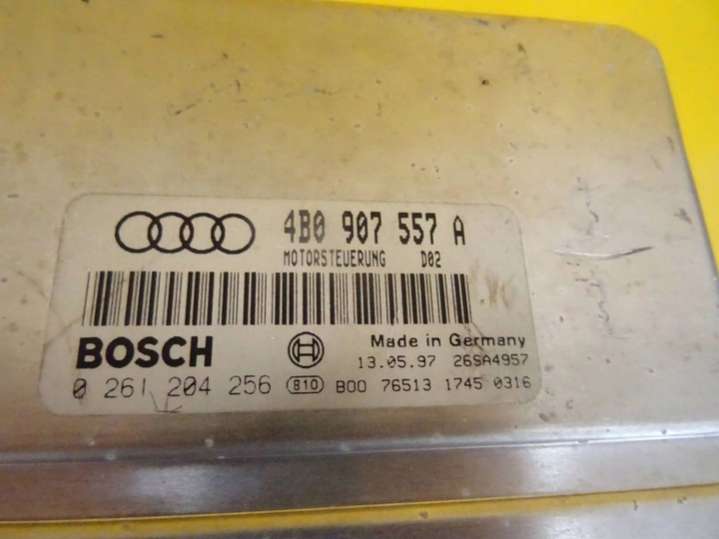 4B0 907 557 A
MOTORSTEUERUNG D02
BOSCH
Made in Germany
13.05.97 26SA4957
0 261 204 256 810 B00 76513 1745 0316